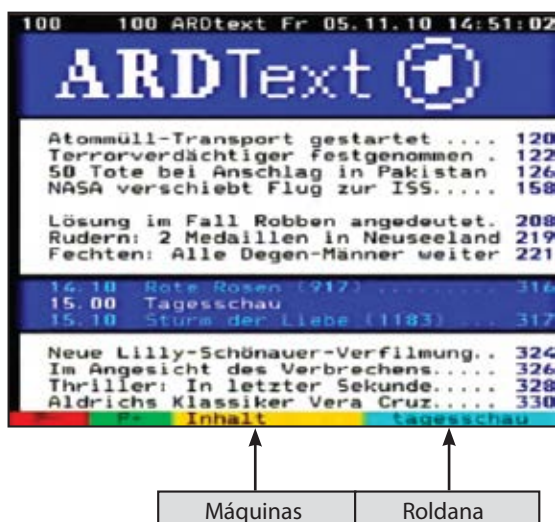 100 100 ARDtext Fr 05.11.10 14:51:02
ARDText 1
Atommüll-Transport gestartet .... 120
Terrorverdächtiger festgenommen . 122
50 Tote bei Anschlag in Pakistan 126
NASA verschiebt Flug zur ISS..... 158
Lösung im Fall Robben angedeutet. 208
Rudern: 2 Medaillen in Neuseeland 219
Fechten: Alle Degen-Männer weiter 221
14.10 Rote Rosen (917) .......... 316
15.00 Tagesschau
15.10 Sturm der Liebe (1183) ... 317
Neue Lilly-Schönauer-Verfilmung.. 324
Im Angesicht des Verbrechens..... 326
Thriller: In letzter Sekunde..... 328
Aldrichs Klassiker Vera Cruz..... 330
P- P+ Inhalt tagesschau
Máquinas Roldana